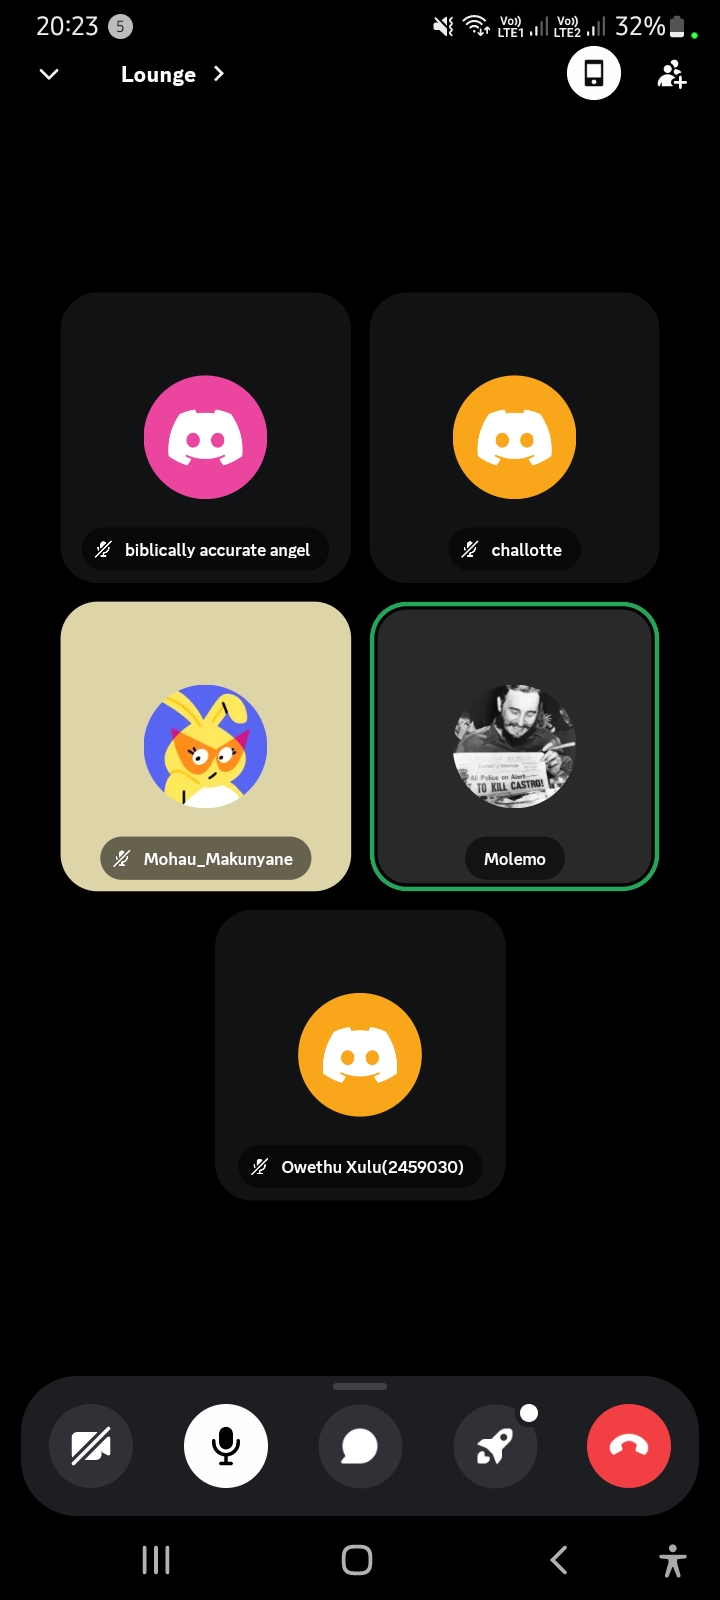 20:23 5 Vo)) LTE1 Vo)) LTE2 32%
Lounge
biblically accurate angel
challotte
All Police on Alert—
TO KILL CASTRO!
Mohau_Makunyane
Molemo
Owethu Xulu(2459030)